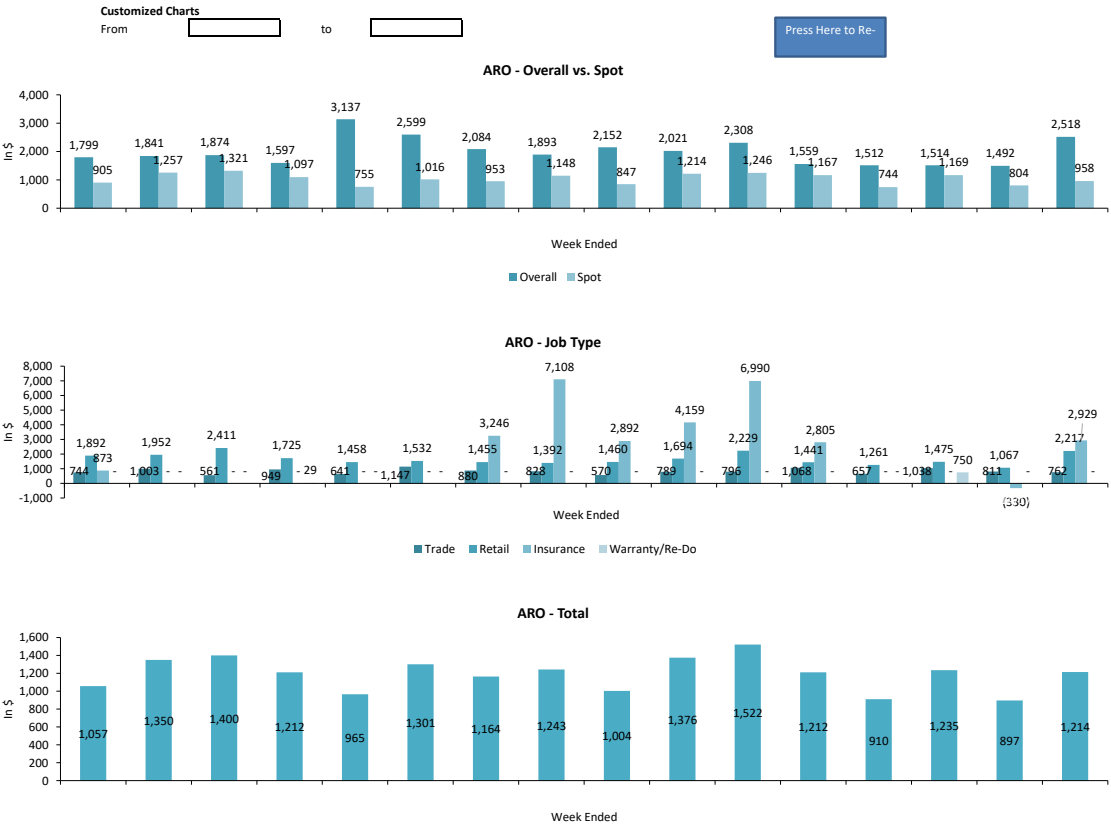 Customized Charts
From to
Press Here to Re-
ARO - Overall vs. Spot
In $
4,000
3,000
2,000
1,000
0
1,799 905 1,841 1,257 1,874 1,321 1,597 1,097 3,137 755 2,599 1,016 2,084 953 1,893 1,148 2,152 847 2,021 1,214 2,308 1,246 1,559 1,167 1,512 744 1,514 1,169 1,492 804 2,518 958
Week Ended
Overall Spot
ARO - Job Type
In $
8,000
7,000
6,000
5,000
4,000
3,000
2,000
1,000
0
-1,000
744 1,892 873 - 1,003 1,952 - - 561 2,411 - - 949 1,725 - 29 641 1,458 - - 1,147 1,532 - - 880 1,455 3,246 - 828 1,392 7,108 - 570 1,460 2,892 - 789 1,694 4,159 - 796 2,229 6,990 - 1,068 1,441 2,805 - 657 1,261 - - 1,038 1,475 - 750 811 1,067 (330) - 762 2,217 2,929 -
Week Ended
Trade Retail Insurance Warranty/Re-Do
ARO - Total
In $
1,600
1,400
1,200
1,000
800
600
400
200
0
1,057 1,350 1,400 1,212 965 1,301 1,164 1,243 1,004 1,376 1,522 1,212 910 1,235 897 1,214
Week Ended